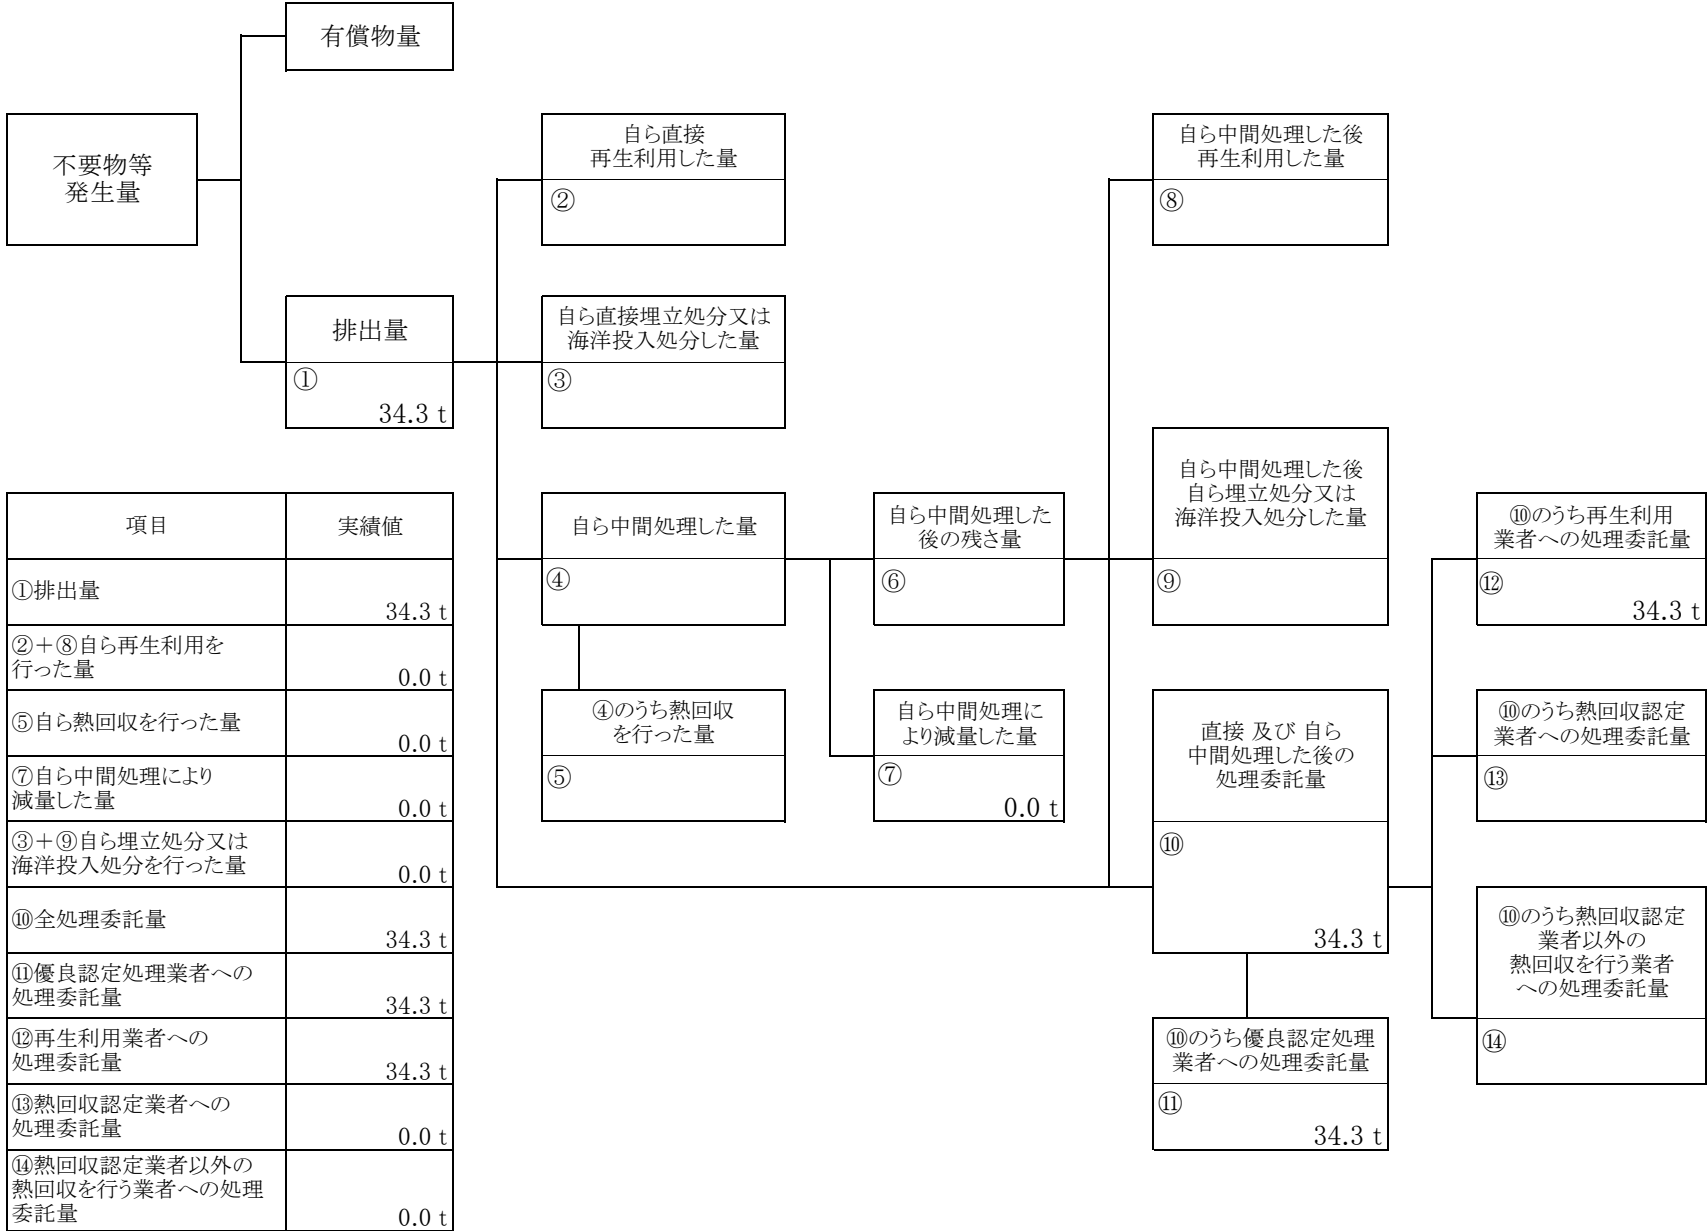 有償物量
不要物等
発生量
自ら直接
再生利用した量
②
自ら中間処理した後
再生利用した量
⑧
排出量
①
34.3 t
自ら直接埋立処分又は
海洋投入処分した量
③
自ら中間処理した量
④
自ら中間処理した
後の残さ量
⑥
自ら中間処理した後
自ら埋立処分又は
海洋投入処分した量
⑨
⑩のうち再生利用
業者への処理委託量
⑫
34.3 t
④のうち熱回収
を行った量
⑤
自ら中間処理に
より減量した量
⑦
0.0 t
直接 及び 自ら
中間処理した後の
処理委託量
⑩
34.3 t
⑩のうち熱回収認定
業者への処理委託量
⑬
⑩のうち熱回収認定
業者以外の
熱回収を行う業者
への処理委託量
⑭
⑩のうち優良認定処理
業者への処理委託量
⑪
34.3 t
項目 実績値
①排出量
34.3 t
②＋⑧自ら再生利用を
行った量
0.0 t
⑤自ら熱回収を行った量
0.0 t
⑦自ら中間処理により
減量した量
0.0 t
③＋⑨自ら埋立処分又は
海洋投入処分を行った量
0.0 t
⑩全処理委託量
34.3 t
⑪優良認定処理業者への
処理委託量
34.3 t
⑫再生利用業者への
処理委託量
34.3 t
⑬熱回収認定業者への
処理委託量
0.0 t
⑭熱回収認定業者以外の
熱回収を行う業者への処理
委託量
0.0 t